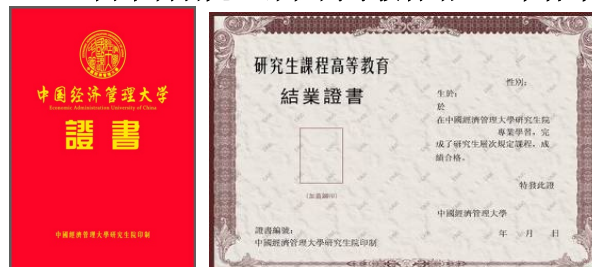 中国经济管理大学
Economic Administration University of China
證書
中國經濟管理大學研究生院印制
研究生課程高等教育
結業證書
(加蓋鋼印)
證書編號:
中國經濟管理大學研究生院印制
性別:
生於:
於
在中國經濟管理大學研究生院
專業學習,完
成了研究生層次規定課程,成
績合格。
特發此證
中國經濟管理大學
年 月 日